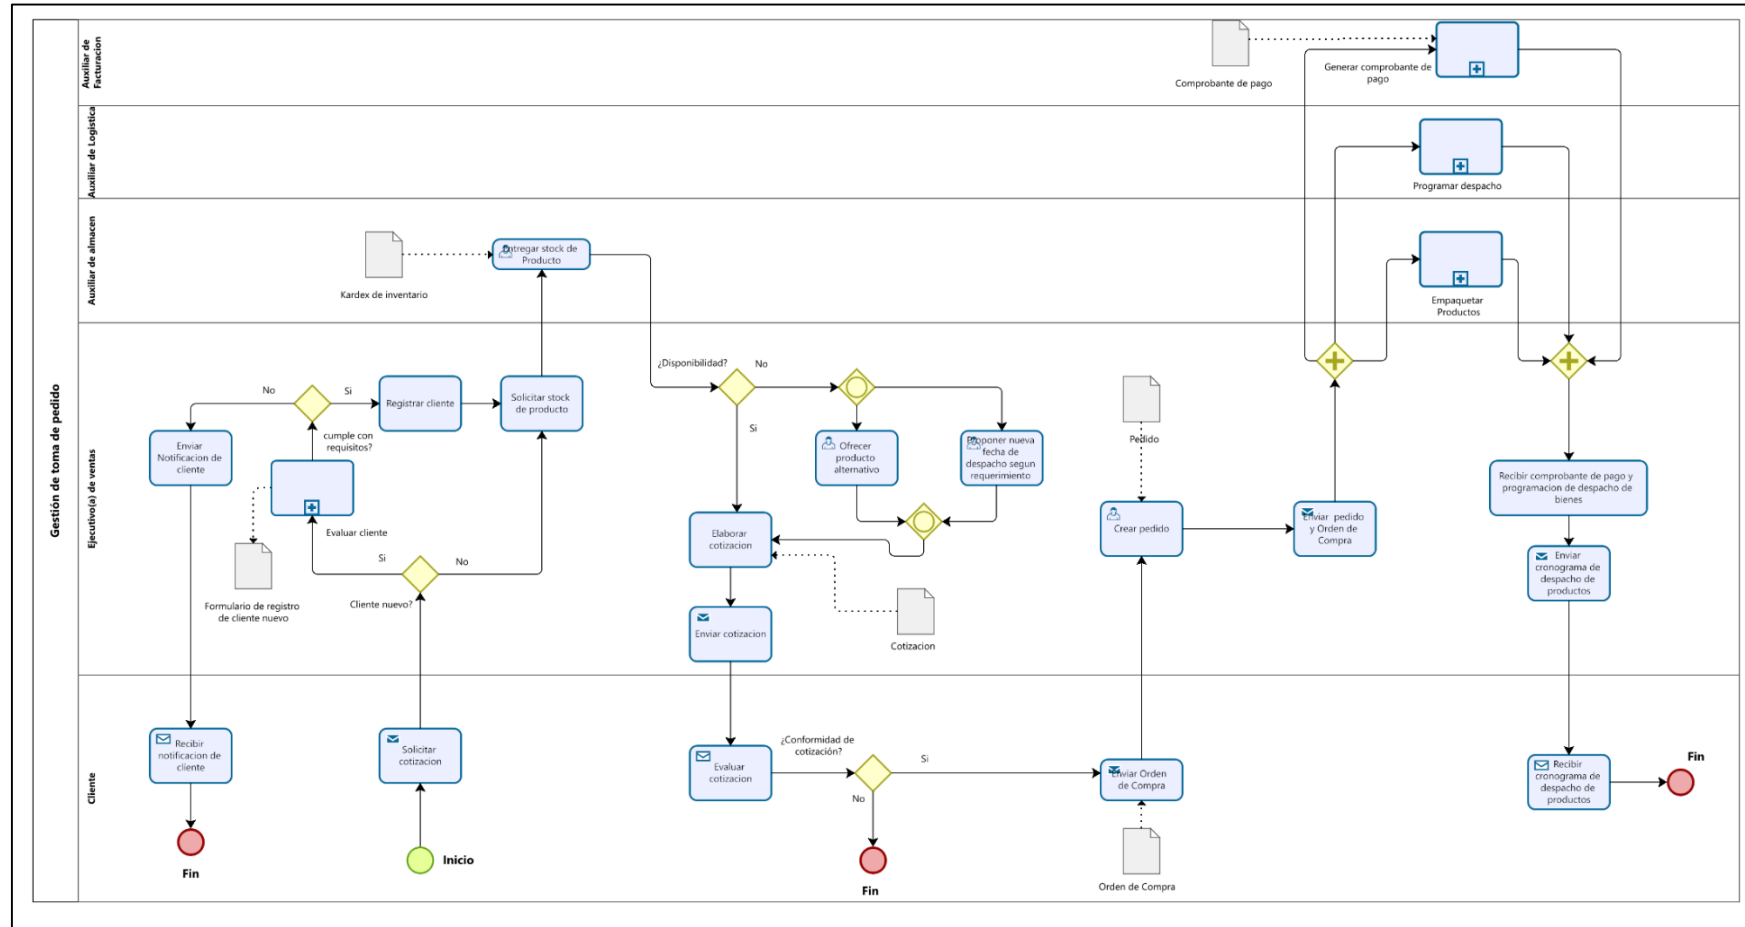 Gestión de toma de pedido
Auxiliar de
Facturacion
Comprobante de pago
Generar comprobante de
pago
Auxiliar de Logistica
Programar despacho
Auxiliar de almacen
Kardex de inventario
Entregar stock de
Producto
Empaquetar
Productos
Ejecutivo(a) de ventas
No
Si
cumple con
requisitos?
Registrar cliente
Solicitar stock
de producto
Enviar
Notificacion de
cliente
Evaluar cliente
Formulario de registro
de cliente nuevo
Si
No
Cliente nuevo?
¿Disponibilidad?
No
Si
Ofrecer
producto
alternativo
Proponer nueva
fecha de
despacho segun
requerimiento
Elaborar
cotizacion
Enviar cotizacion
Cotizacion
Pedido
Crear pedido
Enviar pedido
y Orden de
Compra
Recibir comprobante de pago y
programacion de despacho de
bienes
Enviar
cronograma de
despacho de
productos
Cliente
Recibir
notificacion de
cliente
Fin
Solicitar
cotizacion
Inicio
Evaluar
cotizacion
¿Conformidad de
cotización?
Si
No
Fin
Enviar Orden
de Compra
Orden de Compra
Recibir
cronograma de
despacho de
productos
Fin